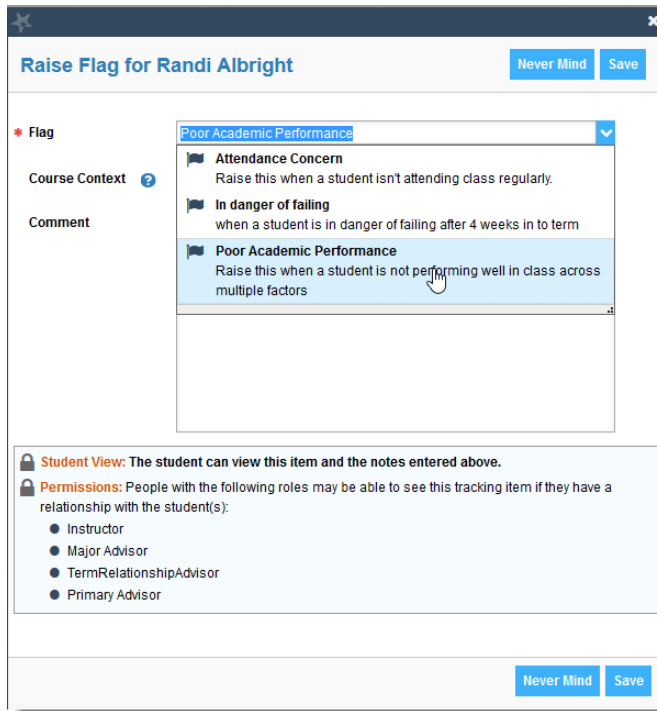 Raise Flag for Randi Albright
Never Mind
Save
* Flag
Poor Academic Performance
Attendance Concern
Raise this when a student isn't attending class regularly.
Course Context ?
In danger of failing
when a student is in danger of failing after 4 weeks in to term
Comment
Poor Academic Performance
Raise this when a student is not performing well in class across
multiple factors
Student View: The student can view this item and the notes entered above.
Permissions: People with the following roles may be able to see this tracking item if they have a
relationship with the student(s):
● Instructor
● Major Advisor
● TermRelationshipAdvisor
● Primary Advisor
Never Mind
Save